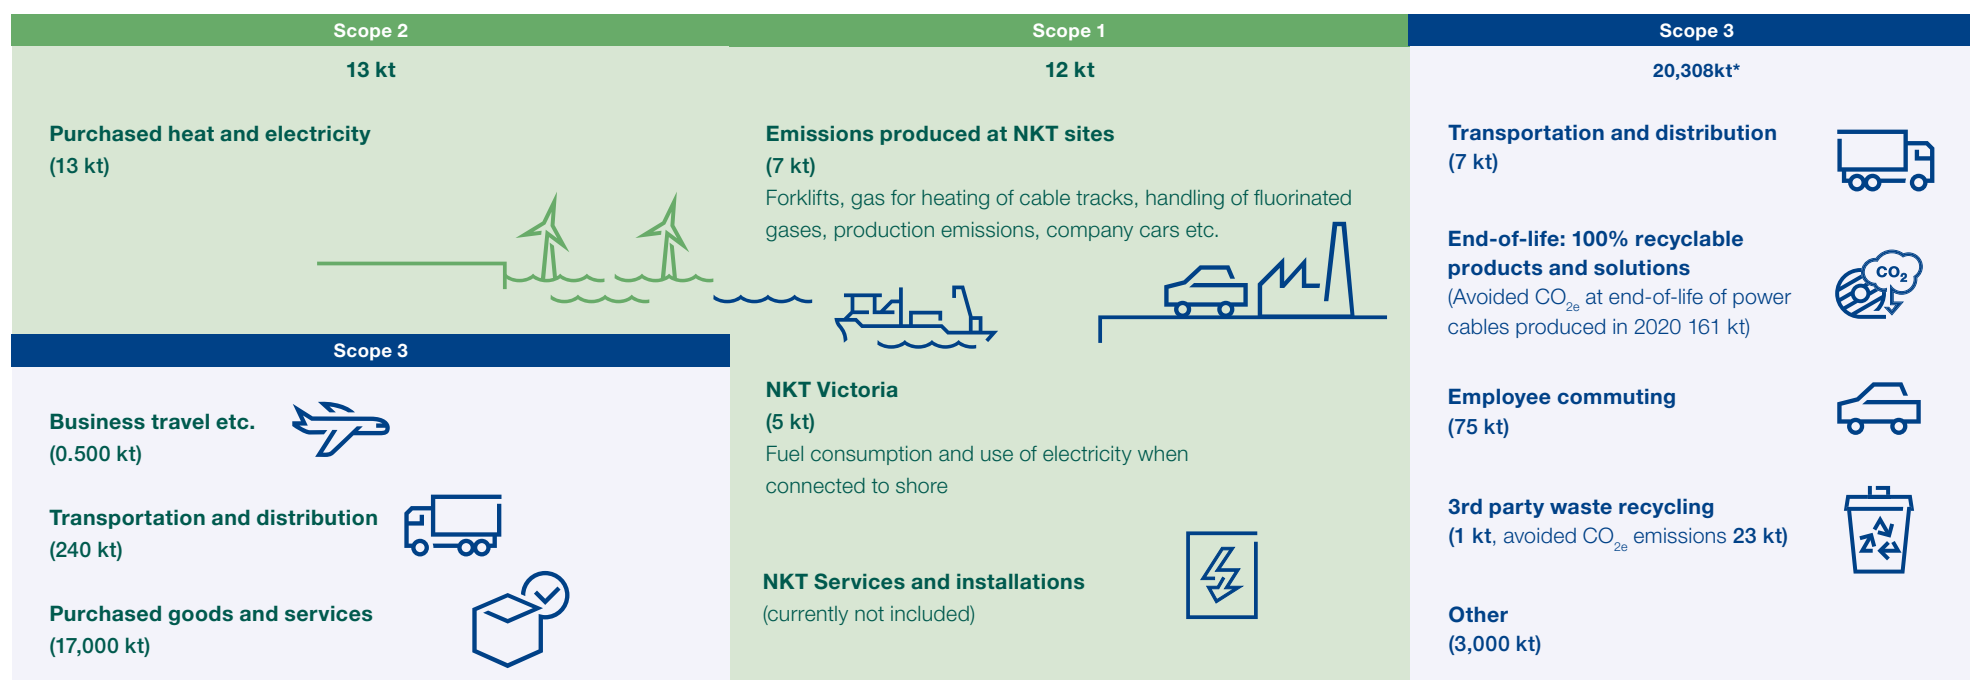 Scope 2
13 kt
Purchased heat and electricity
(13 kt)
Scope 3
Business travel etc.
(0.500 kt)
Transportation and distribution
(240 kt)
Purchased goods and services
(17,000 kt)
Scope 1
12 kt
Emissions produced at NKT sites
(7 kt)
Forklifts, gas for heating of cable tracks, handling of fluorinated
gases, production emissions, company cars etc.
NKT Victoria
(5 kt)
Fuel consumption and use of electricity when
connected to shore
NKT Services and installations
(currently not included)
Scope 3
20,308kt*
Transportation and distribution
(7 kt)
End-of-life: 100% recyclable
products and solutions
(Avoided CO2e at end-of-life of power
cables produced in 2020 161 kt)
CO2
Employee commuting
(75 kt)
3rd party waste recycling
(1 kt, avoided CO2e emissions 23 kt)
Other
(3,000 kt)